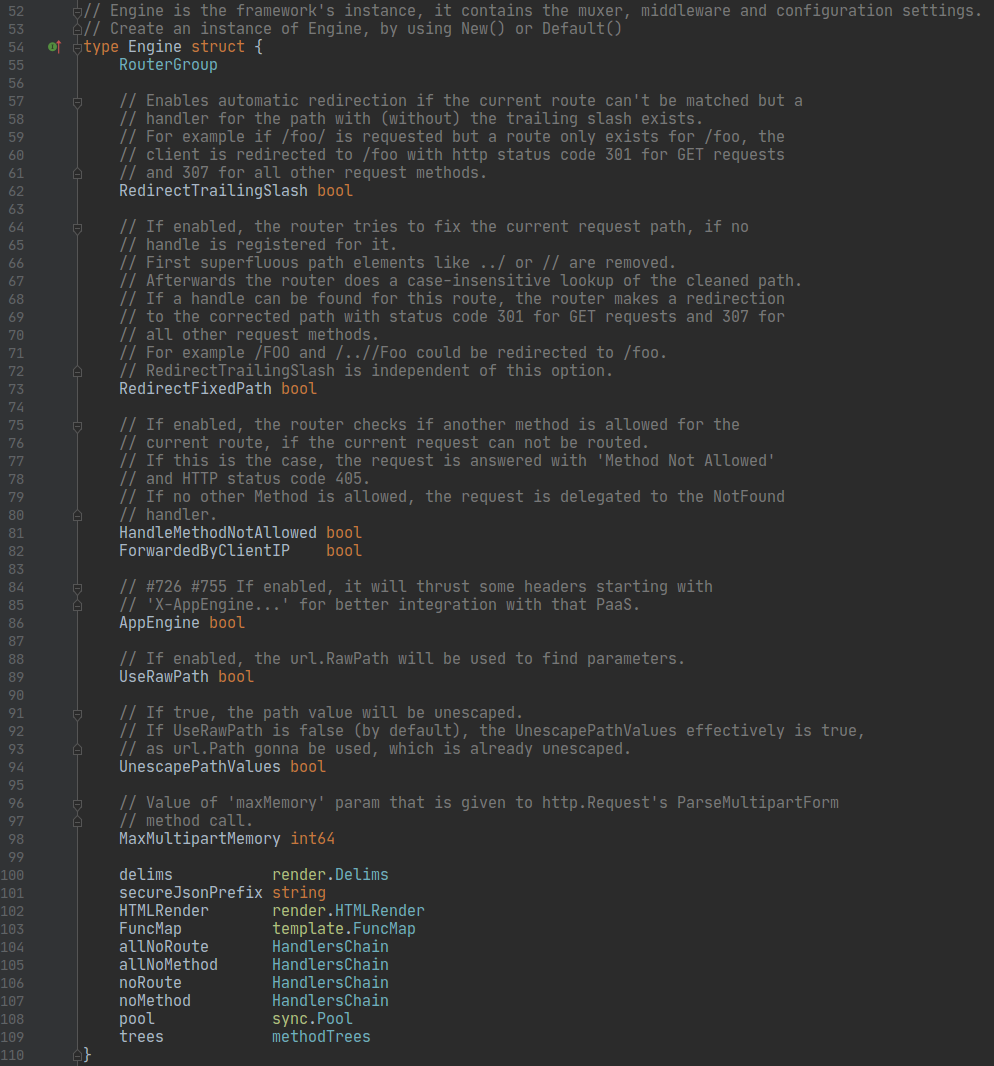 52 // Engine is the framework's instance, it contains the muxer, middleware and configuration settings.
53 // Create an instance of Engine, by using New() or Default()
54 type Engine struct {
55     RouterGroup
56
57     // Enables automatic redirection if the current route can't be matched but a
58     // handler for the path with (without) the trailing slash exists.
59     // For example if /foo/ is requested but a route only exists for /foo, the
60     // client is redirected to /foo with http status code 301 for GET requests
61     // and 307 for all other request methods.
62     RedirectTrailingSlash bool
63
64     // If enabled, the router tries to fix the current request path, if no
65     // handle is registered for it.
66     // First superfluous path elements like ../ or // are removed.
67     // Afterwards the router does a case-insensitive lookup of the cleaned path.
68     // If a handle can be found for this route, the router makes a redirection
69     // to the corrected path with status code 301 for GET requests and 307 for
70     // all other request methods.
71     // For example /FOO and /..//Foo could be redirected to /foo.
72     // RedirectTrailingSlash is independent of this option.
73     RedirectFixedPath bool
74
75     // If enabled, the router checks if another method is allowed for the
76     // current route, if the current request can not be routed.
77     // If this is the case, the request is answered with 'Method Not Allowed'
78     // and HTTP status code 405.
79     // If no other Method is allowed, the request is delegated to the NotFound
80     // handler.
81     HandleMethodNotAllowed bool
82     ForwardedByClientIP    bool
83
84     // #726 #755 If enabled, it will thrust some headers starting with
85     // 'X-AppEngine...' for better integration with that PaaS.
86     AppEngine bool
87
88     // If enabled, the url.RawPath will be used to find parameters.
89     UseRawPath bool
90
91     // If true, the path value will be unescaped.
92     // If UseRawPath is false (by default), the UnescapePathValues effectively is true,
93     // as url.Path gonna be used, which is already unescaped.
94     UnescapePathValues bool
95
96     // Value of 'maxMemory' param that is given to http.Request's ParseMultipartForm
97     // method call.
98     MaxMultipartMemory int64
99
100     delims           render.Delims
101     secureJsonPrefix string
102     HTMLRender       render.HTMLRender
103     FuncMap          template.FuncMap
104     allNoRoute       HandlersChain
105     allNoMethod      HandlersChain
106     noRoute          HandlersChain
107     noMethod         HandlersChain
108     pool             sync.Pool
109     trees            methodTrees
110 }